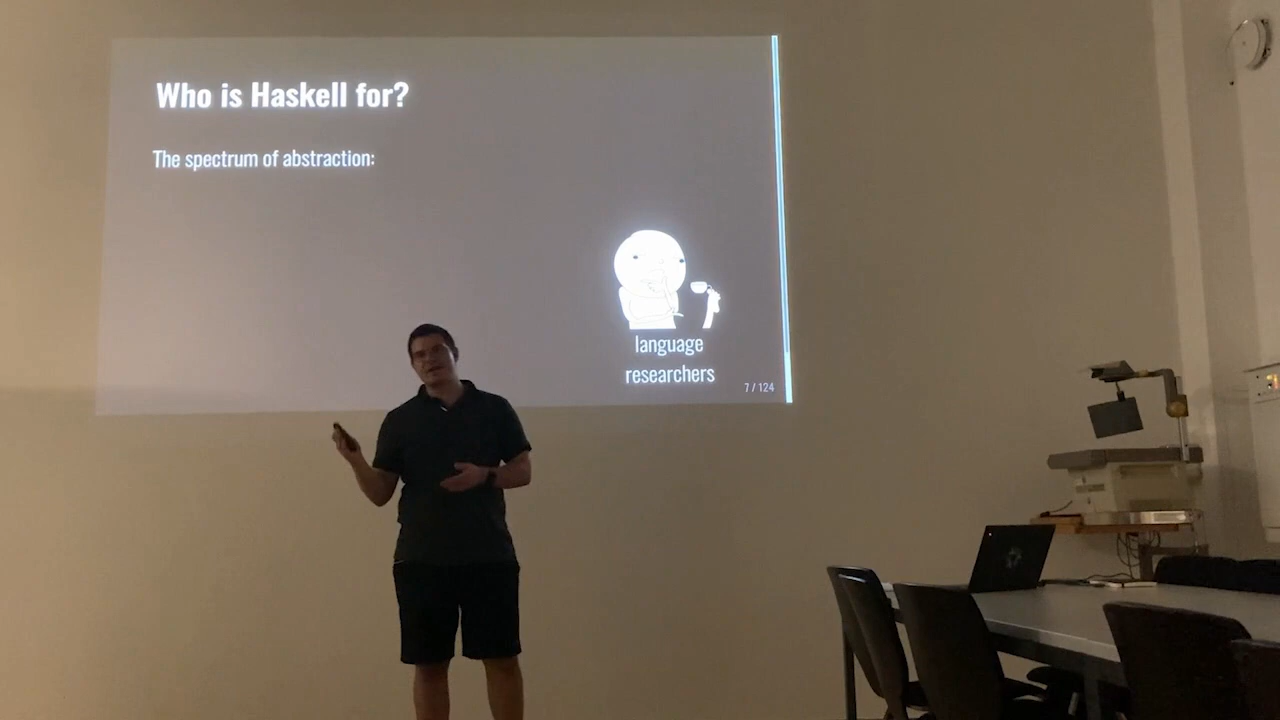 Who is Haskell for?
The spectrum of abstraction:
language
researchers
7 / 124